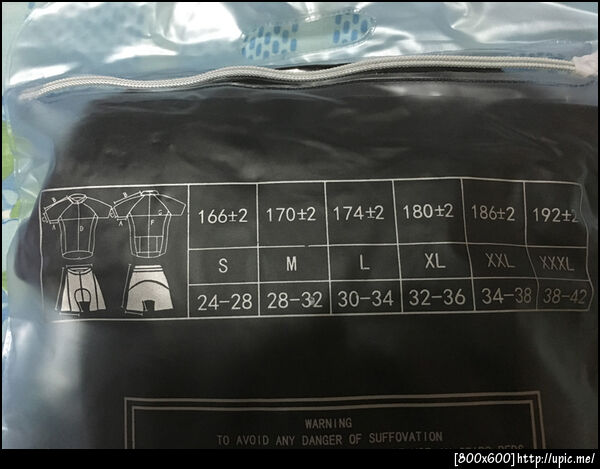 166±2 170±2 174±2 180±2 186±2 192±2
S M L XL XXL XXXL
24-28 28-32 30-34 32-36 34-38 38-42
WARNING
TO AVOID ANY DANGER OF SUFFOVATION
[800x600]http://upic.me/